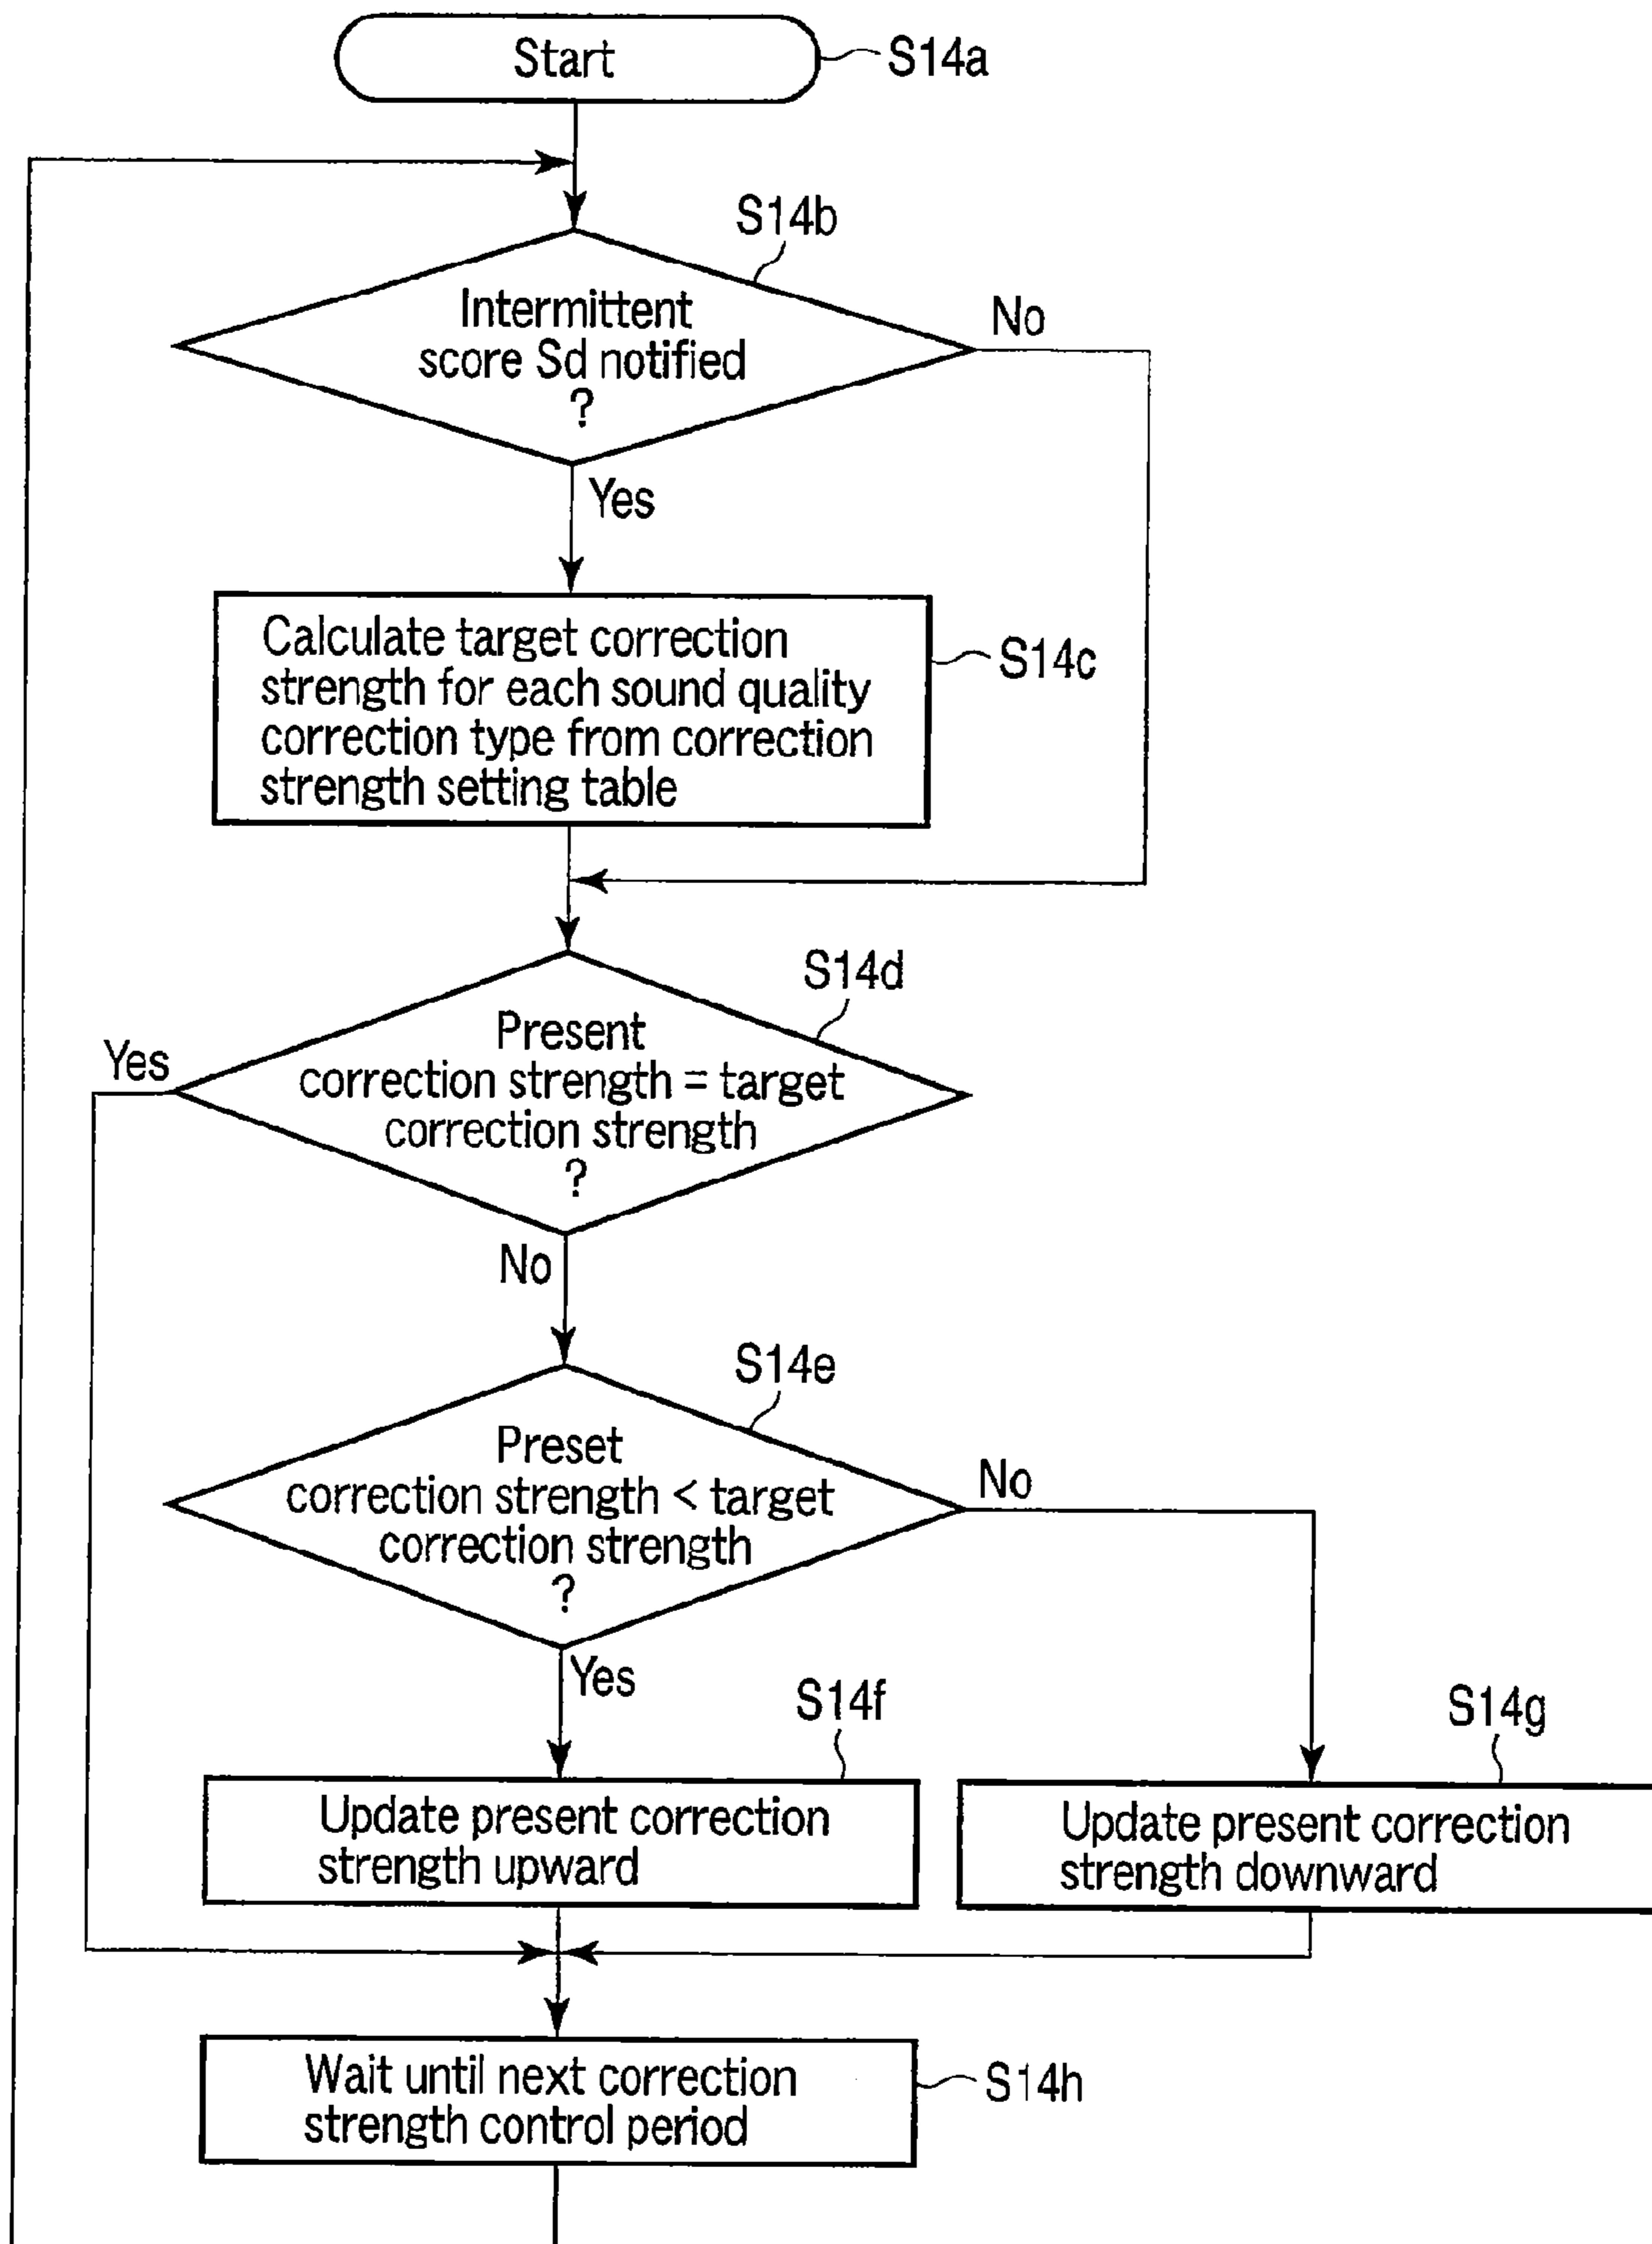 Start
S14a
S14b
Intermittent
score Sd notified
?
No
Yes
Calculate target correction
strength for each sound quality
correction type from correction
strength setting table
S14c
S14d
Present
correction strength = target
correction strength
?
Yes
No
S14e
Preset
correction strength < target
correction strength
?
No
Yes
S14f
Update present correction
strength upward
S14g
Update present correction
strength downward
Wait until next correction
strength control period
S14h